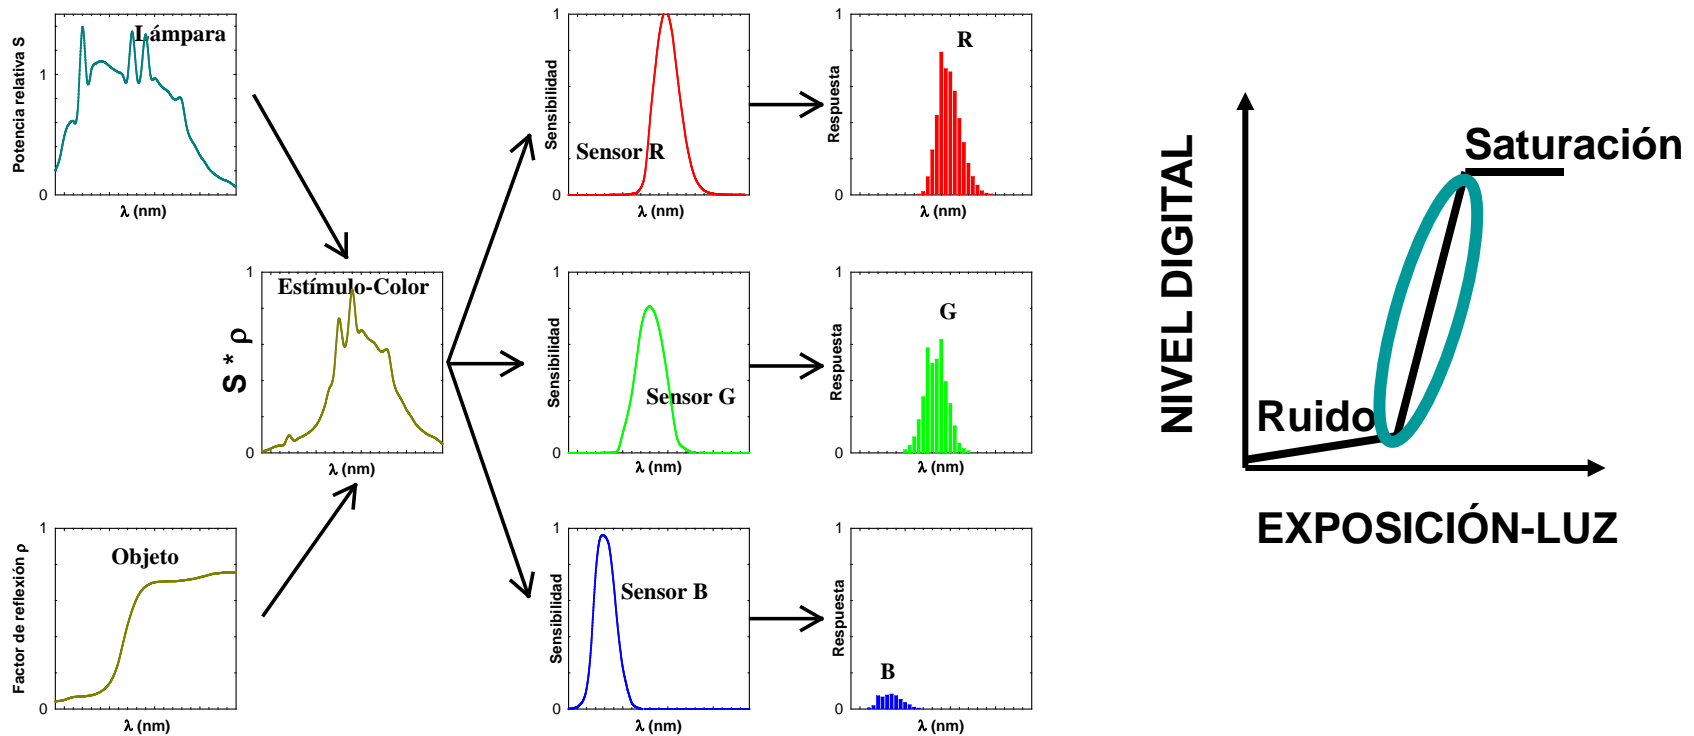 Potencia relativa S
1
0
Lámpara
λ (nm)
Factor de reflexión ρ
1
0
Objeto
λ (nm)
S * ρ
1
0
Estímulo-Color
λ (nm)
Sensibilidad
1
0
Sensor R
λ (nm)
Respuesta
1
0
R
λ (nm)
Sensibilidad
1
0
Sensor G
λ (nm)
Respuesta
1
0
G
λ (nm)
Sensibilidad
1
0
Sensor B
λ (nm)
Respuesta
1
0
B
λ (nm)
NIVEL DIGITAL
Saturación
Ruido
EXPOSICIÓN-LUZ